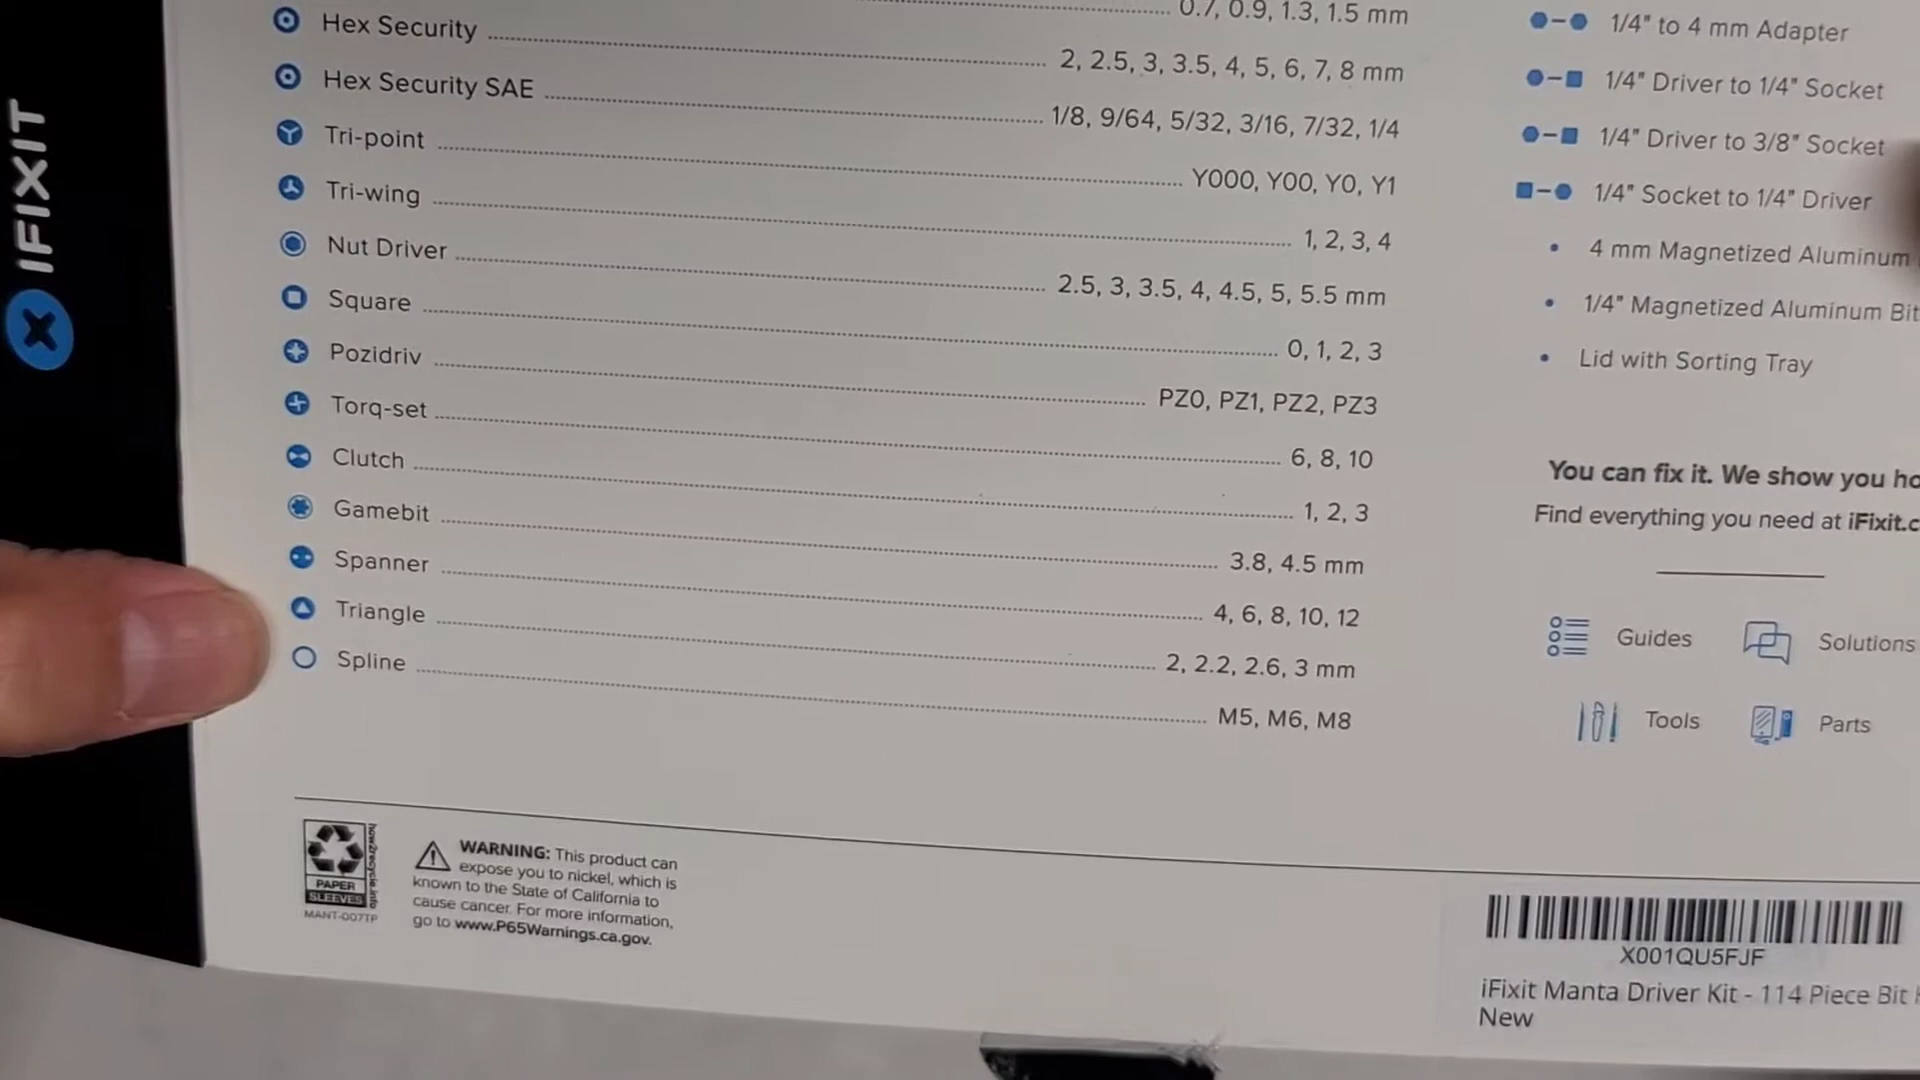 0.7, 0.9, 1.3, 1.5 mm
Hex Security 2, 2.5, 3, 3.5, 4, 5, 6, 7, 8 mm
Hex Security SAE 1/8, 9/64, 5/32, 3/16, 7/32, 1/4
Tri-point Y000, Y00, Y0, Y1
Tri-wing 1, 2, 3, 4
Nut Driver 2.5, 3, 3.5, 4, 4.5, 5, 5.5 mm
Square 0, 1, 2, 3
Pozidriv PZ0, PZ1, PZ2, PZ3
Torq-set 6, 8, 10
Clutch 1, 2, 3
Gamebit 3.8, 4.5 mm
Spanner 4, 6, 8, 10, 12
Triangle 2, 2.2, 2.6, 3 mm
Spline M5, M6, M8
1/4" to 4 mm Adapter
1/4" Driver to 1/4" Socket
1/4" Driver to 3/8" Socket
1/4" Socket to 1/4" Driver
• 4 mm Magnetized Aluminum
• 1/4" Magnetized Aluminum Bit
• Lid with Sorting Tray
You can fix it. We show you ho
Find everything you need at iFixit.c
Guides
Solutions
Tools
Parts
IFIXIT
how2recycle.info
PAPER
SLEEVES
MANT-007TP
WARNING: This product can
expose you to nickel, which is
known to the State of California to
cause cancer. For more information,
go to www.P65Warnings.ca.gov.
X001QU5FJF
iFixit Manta Driver Kit - 114 Piece Bit
New